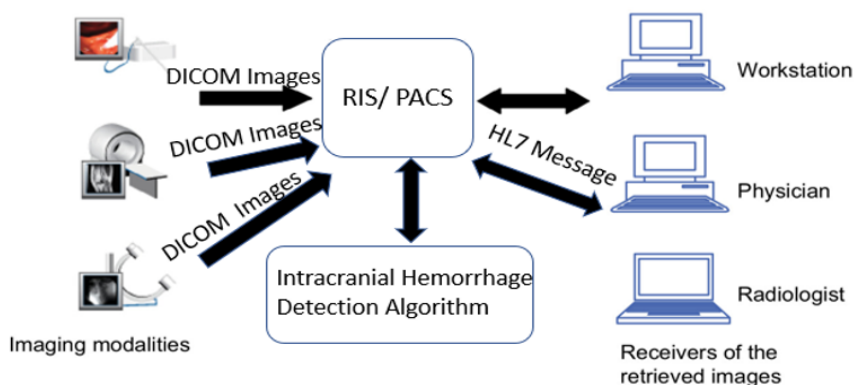 DICOM Images
DICOM Images
DICOM Images
Imaging modalities
RIS/ PACS
Intracranial Hemorrhage
Detection Algorithm
HL7 Message
Workstation
Physician
Radiologist
Receivers of the
retrieved images